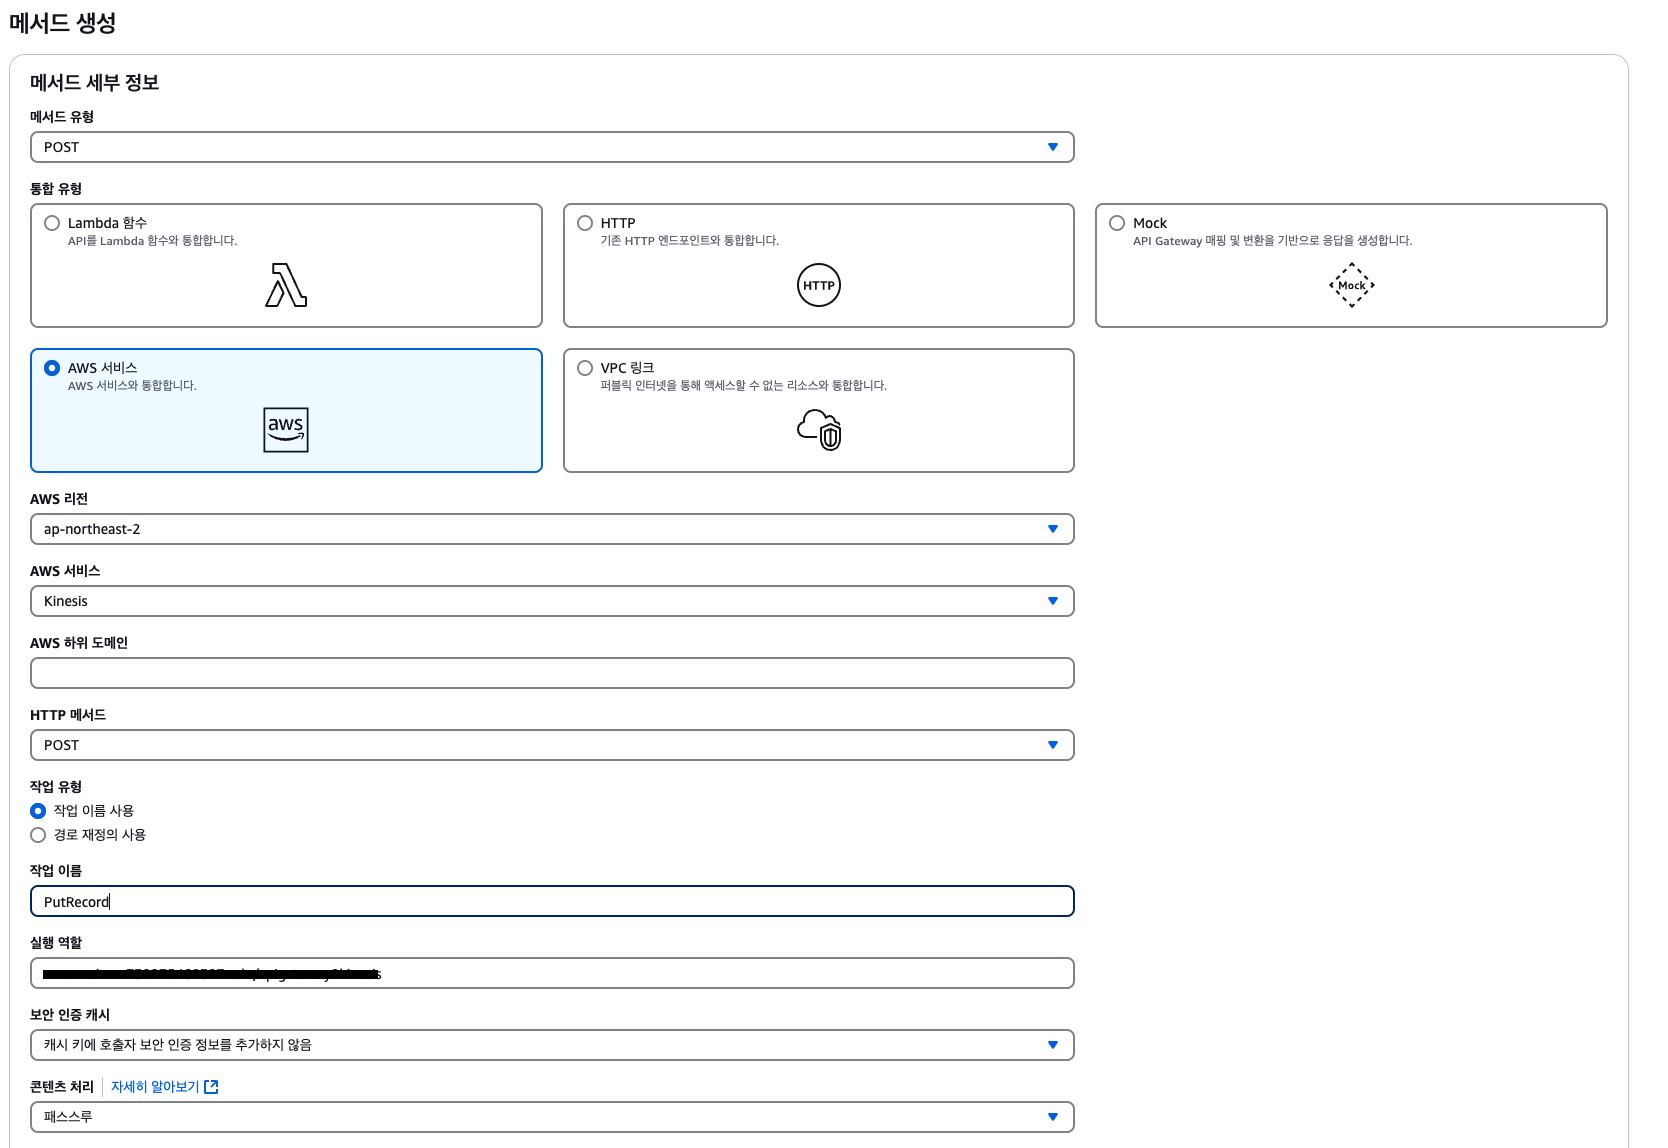 메서드 생성
메서드 세부 정보
메서드 유형
POST
통합 유형
Lambda 함수
API를 Lambda 함수와 통합합니다.
HTTP
기존 HTTP 엔드포인트와 통합합니다.
HTTP
Mock
API Gateway 매핑 및 변환을 기반으로 응답을 생성합니다.
Mock
AWS 서비스
AWS 서비스와 통합합니다.
aws
VPC 링크
퍼블릭 인터넷을 통해 액세스할 수 없는 리소스와 통합합니다.
AWS 리전
ap-northeast-2
AWS 서비스
Kinesis
AWS 하위 도메인
HTTP 메서드
POST
작업 유형
작업 이름 사용
경로 재정의 사용
작업 이름
PutRecord
실행 역할
보안 인증 캐시
캐시 키에 호출자 보안 인증 정보를 추가하지 않음
콘텐츠 처리
자세히 알아보기
패스스루